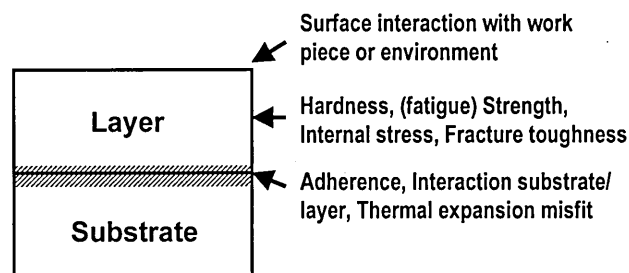 Surface interaction with work
piece or environment
Layer
Hardness, (fatigue) Strength,
Internal stress, Fracture toughness
Adherence, Interaction substrate/
layer, Thermal expansion misfit
Substrate